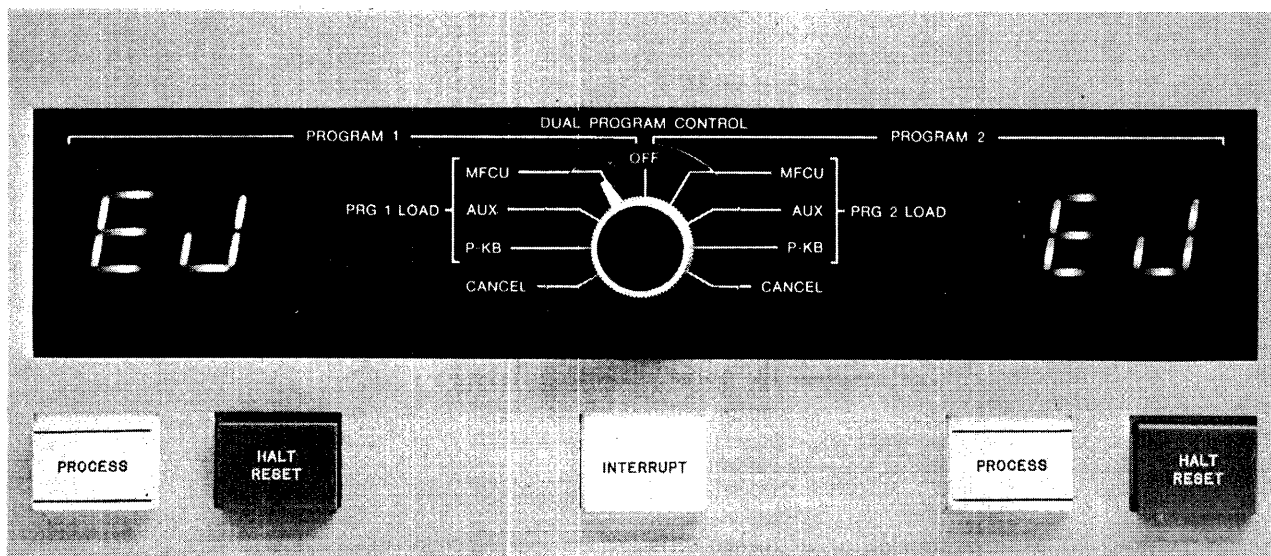 DUAL PROGRAM CONTROL
PROGRAM 1
PROGRAM 2
OFF
MFCU
MFCU
PRG 1 LOAD
AUX
AUX
PRG 2 LOAD
P-KB
P-KB
CANCEL
CANCEL
EJ
EJ
PROCESS
HALT
RESET
INTERRUPT
PROCESS
HALT
RESET